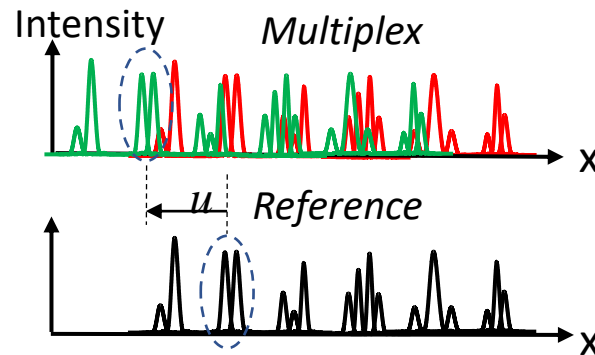 Intensity
Multiplex
X
u
Reference
X